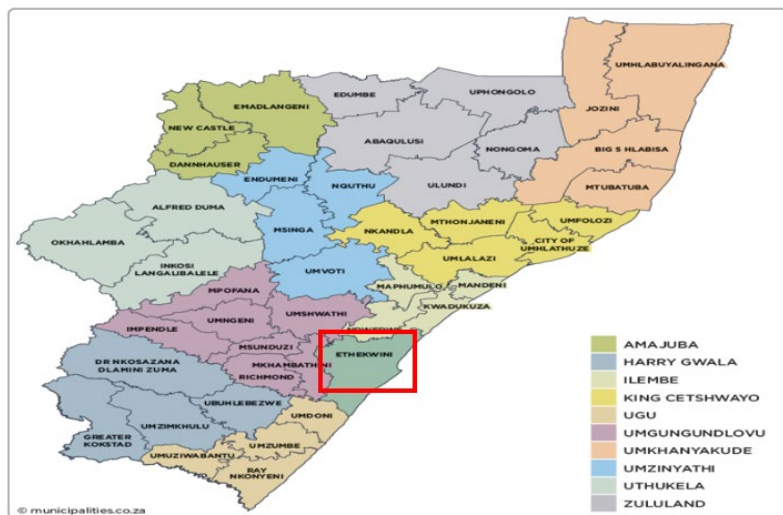 UMHLABUYALINGANA
EDUMBE
UPHONGOLO
EMADLANGENI
JOZINI
NEW CASTLE
ABAQULUSI
NONGOMA
BIG 5 HLABISA
DANNHAUSER
ENDUMENI
NQUTHU
ULUNDI
MTUBATUBA
ALFRED DUMA
MTHONJANENI
UMFOLOZI
MSINGA
NKANDLA
OKHAHLAMBA
CITY OF
UMHLATHUZE
INKOSI
LANGALIBALELE
UMVOTI
UMLALAZI
MPOFANA
MAPHUMULO
MANDENI
KWADUKUZA
UMSHWATHI
UMNGENI
IMPENDLE
MSUNDUZI
ETHEKWINI
DR NKOSAZANA
DLAMINI ZUMA
MKHAMBATHINI
RICHMOND
UBUHLEBEZWE
UMDONI
UMZIMKHULU
GREATER
KOKSTAD
UMZUMBE
UMUZIWABANTU
RAY
NKONYENI
AMAJUBA
HARRY GWALA
ILEMBE
KING CETSHWAYO
UGU
UMGUNGUNDLOVU
UMKHANYAKUDE
UMZINYATHI
UTHUKELA
ZULULAND
© municipalities.co.za